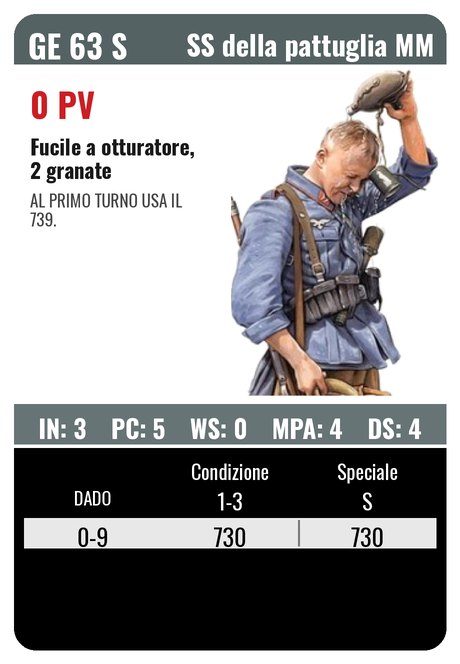 GE 63 S
SS della pattuglia MM
0 PV
Fucile a otturatore,
2 granate
AL PRIMO TURNO USA IL
739.
IN: 3 PC: 5 WS: 0 MPA: 4 DS: 4
Condizione Speciale
DADO 1-3 S
0-9 730 730